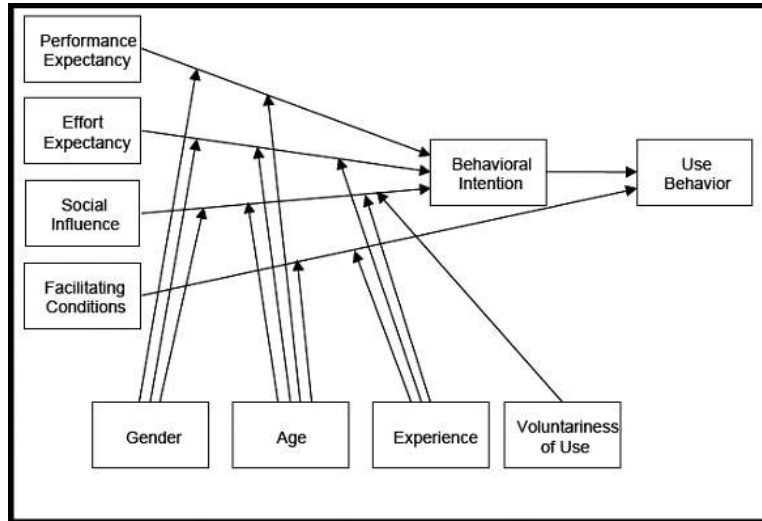 Performance
Expectancy
Effort
Expectancy
Social
Influence
Facilitating
Conditions
Behavioral
Intention
Use
Behavior
Gender
Age
Experience
Voluntariness
of Use